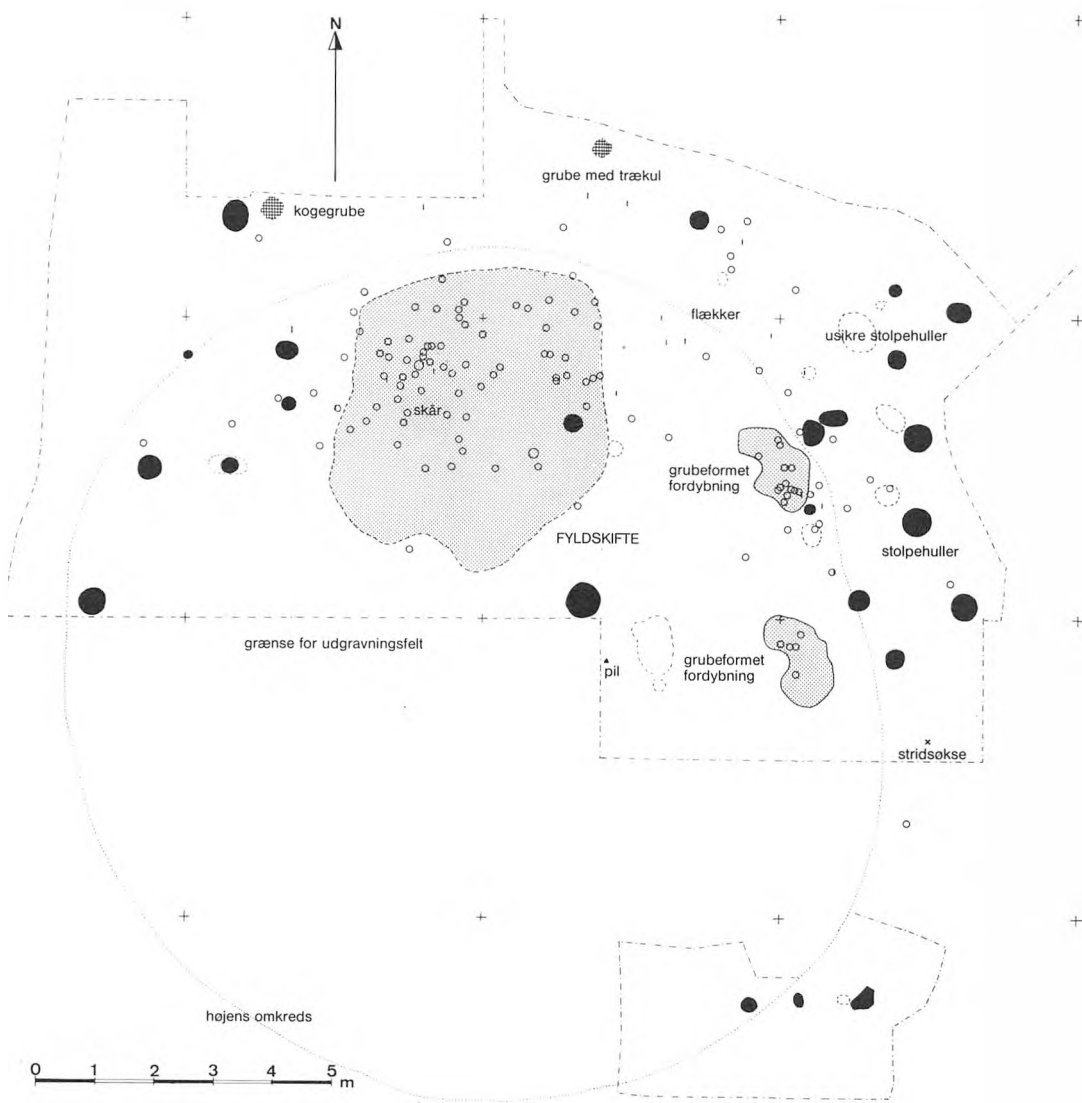 N
grube med trækul
kogegrube
flækker
usikre stolpehuller
skår
grubeformet
fordybning
FYLDSKIFTE
stolpehuller
grænse for udgravningsfelt
pil
grubeformet
fordybning
stridsøkse
højens omkreds
0 1 2 3 4 5
m